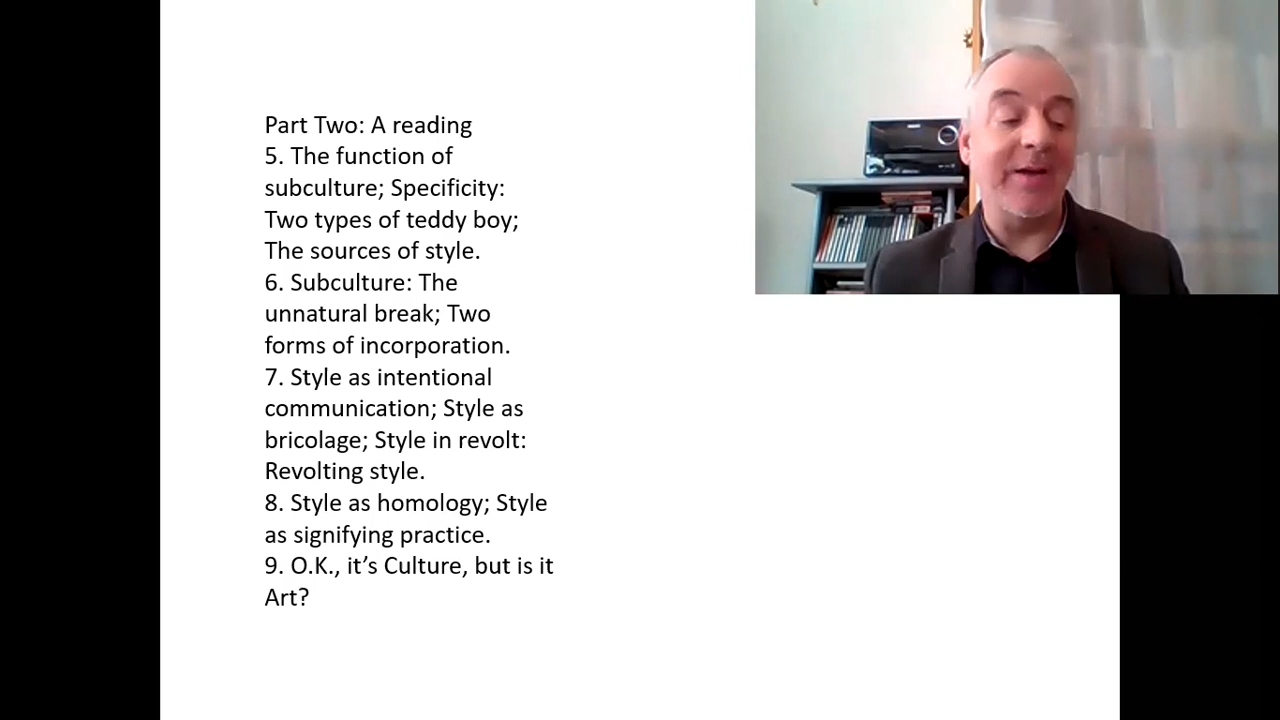 Part Two: A reading
5. The function of
subculture; Specificity:
Two types of teddy boy;
The sources of style.
6. Subculture: The
unnatural break; Two
forms of incorporation.
7. Style as intentional
communication; Style as
bricolage; Style in revolt:
Revolting style.
8. Style as homology; Style
as signifying practice.
9. O.K., it’s Culture, but is it
Art?